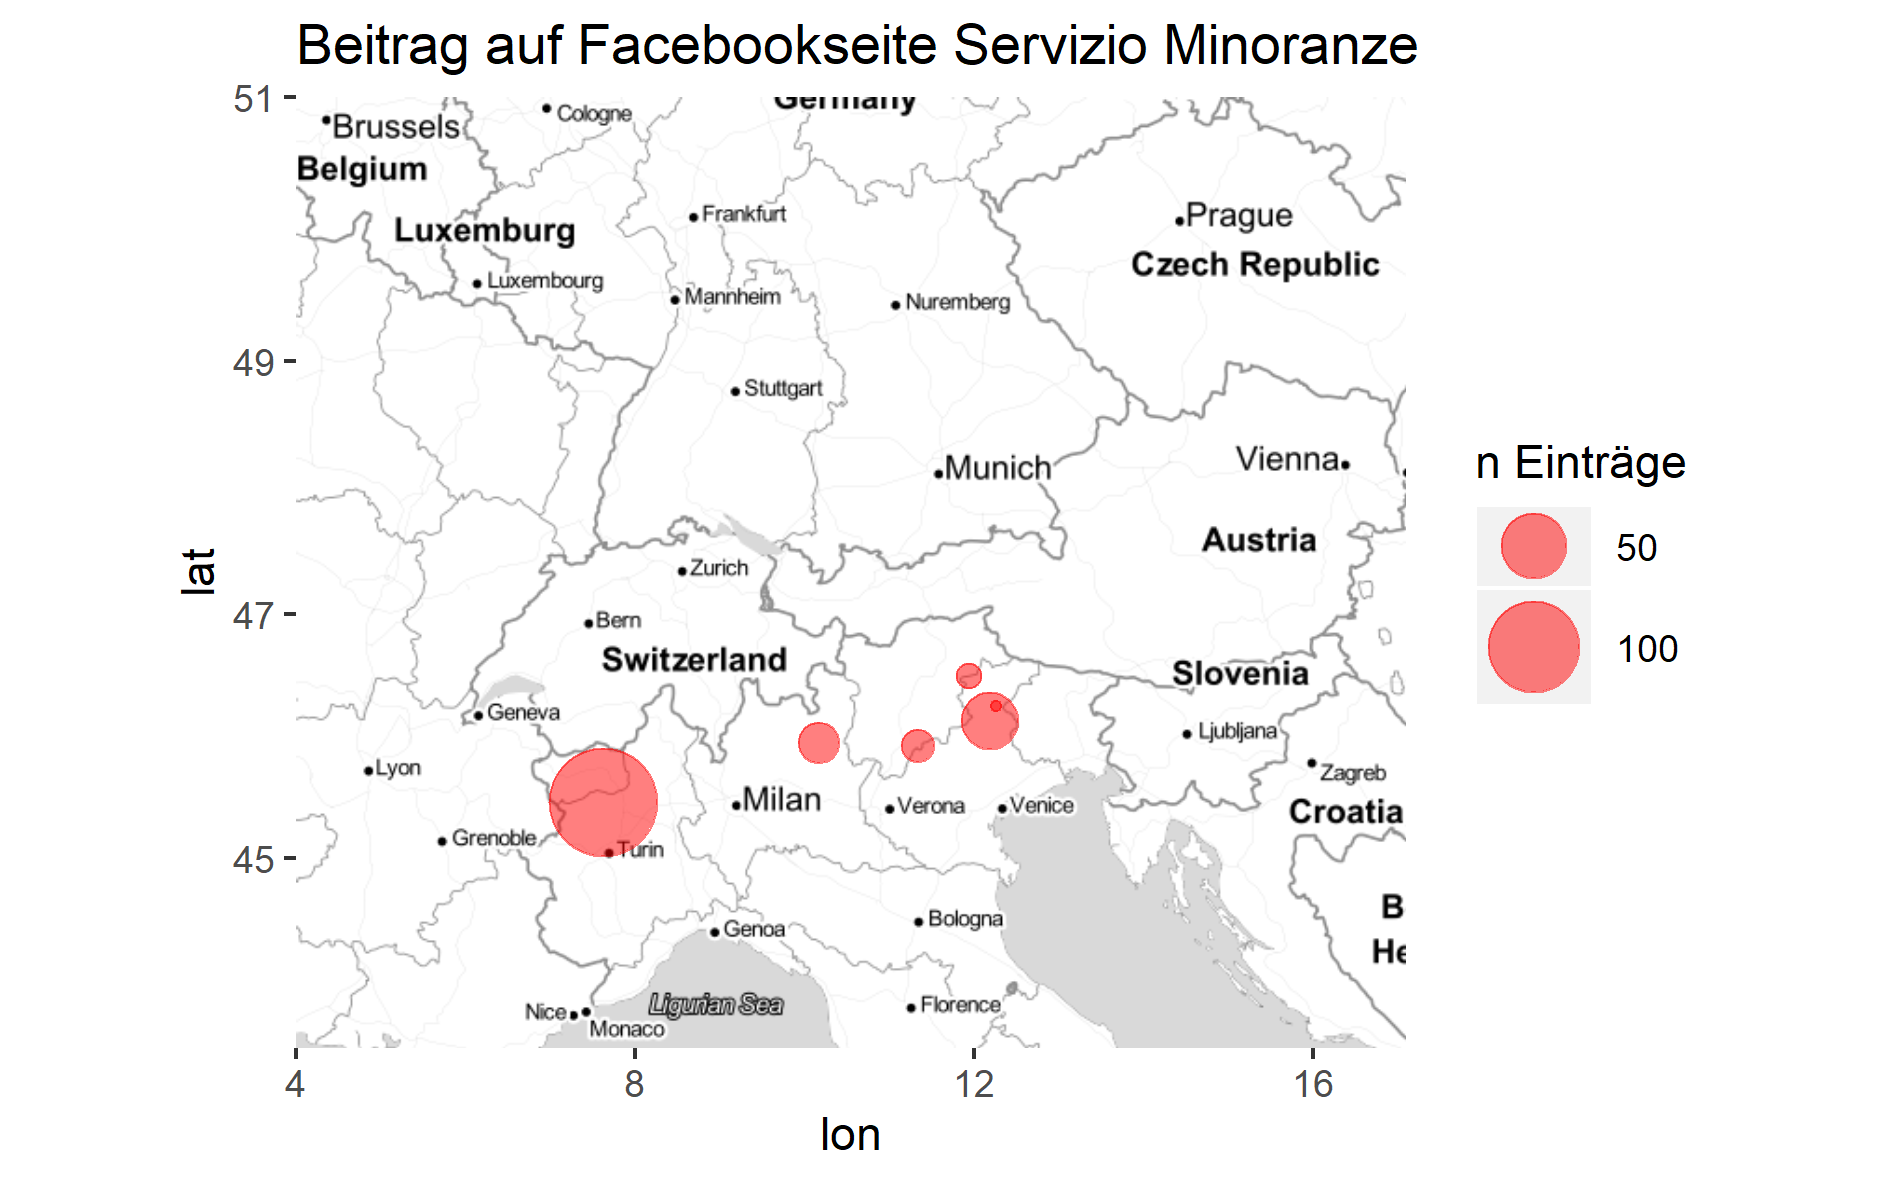 Beitrag auf Facebookseite Servizio Minoranze
51
49
47
45
lat
4
8
12
16
lon
Germany
Cologne
Brussels
Belgium
Luxemburg
Frankfurt
Prague
Czech Republic
Luxembourg
Mannheim
Nuremberg
Stuttgart
Munich
Vienna
Austria
Zurich
Bern
Switzerland
Slovenia
Geneva
Ljubljana
Lyon
Zagreb
Milan
Verona
Venice
Croatia
Grenoble
Turin
B
He
Genoa
Bologna
Ligurian Sea
Florence
Nice
Monaco
n Einträge
50
100